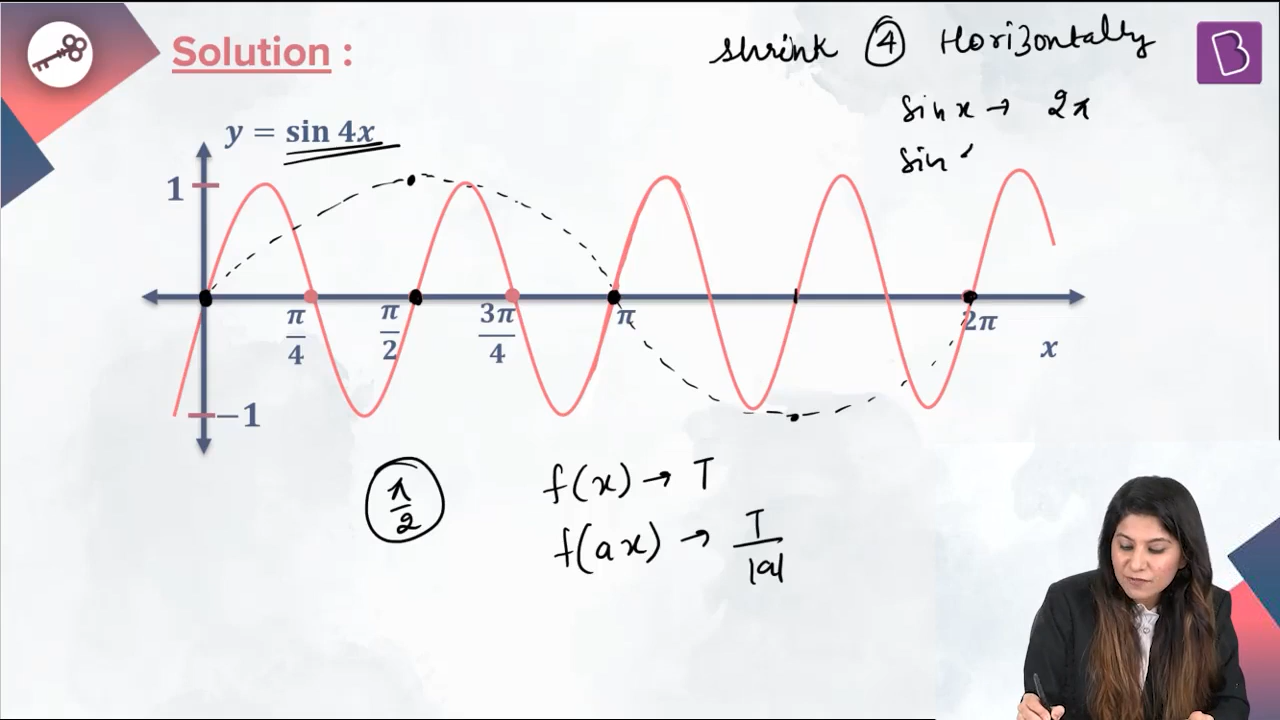 Solution :
shrink 4 Horizontally
sin x → 2π
sin
y = sin 4x
1
π/4
π/2
3π/4
π
2π
x
−1
π/2
f(x) → T
f(ax) → T/|a|